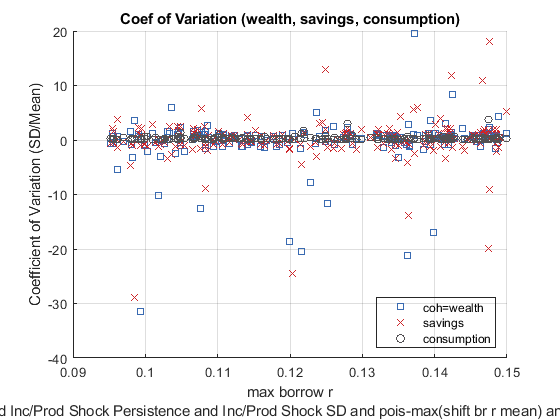 Coef of Variation (wealth, savings, consumption)
Coefficient of Variation (SD/Mean)
20
10
0
-10
-20
-30
-40
coh=wealth
savings
consumption
0.09
0.1
0.11
0.12
0.13
0.14
0.15
max borrow r
d Inc/Prod Shock Persistence and Inc/Prod Shock SD and pois-max(shift br r mean) an